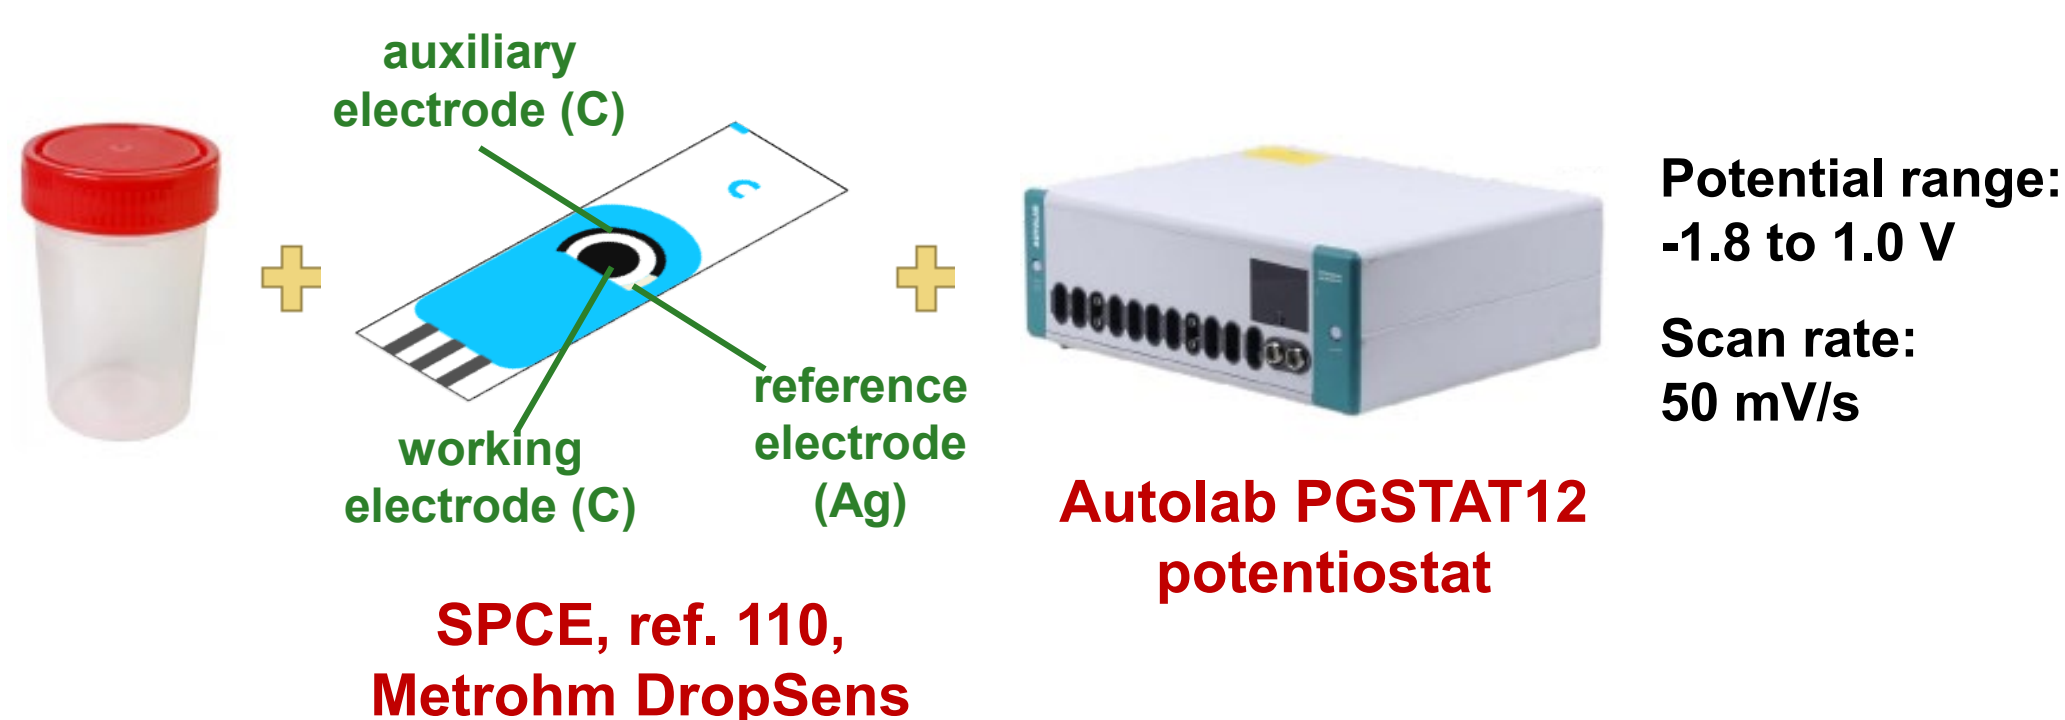 auxiliary
electrode (C)
C
working
electrode (C)
reference
electrode
(Ag)
SPCE, ref. 110,
Metrohm DropSens
Autolab PGSTAT12
potentiostat
Potential range:
-1.8 to 1.0 V
Scan rate:
50 mV/s